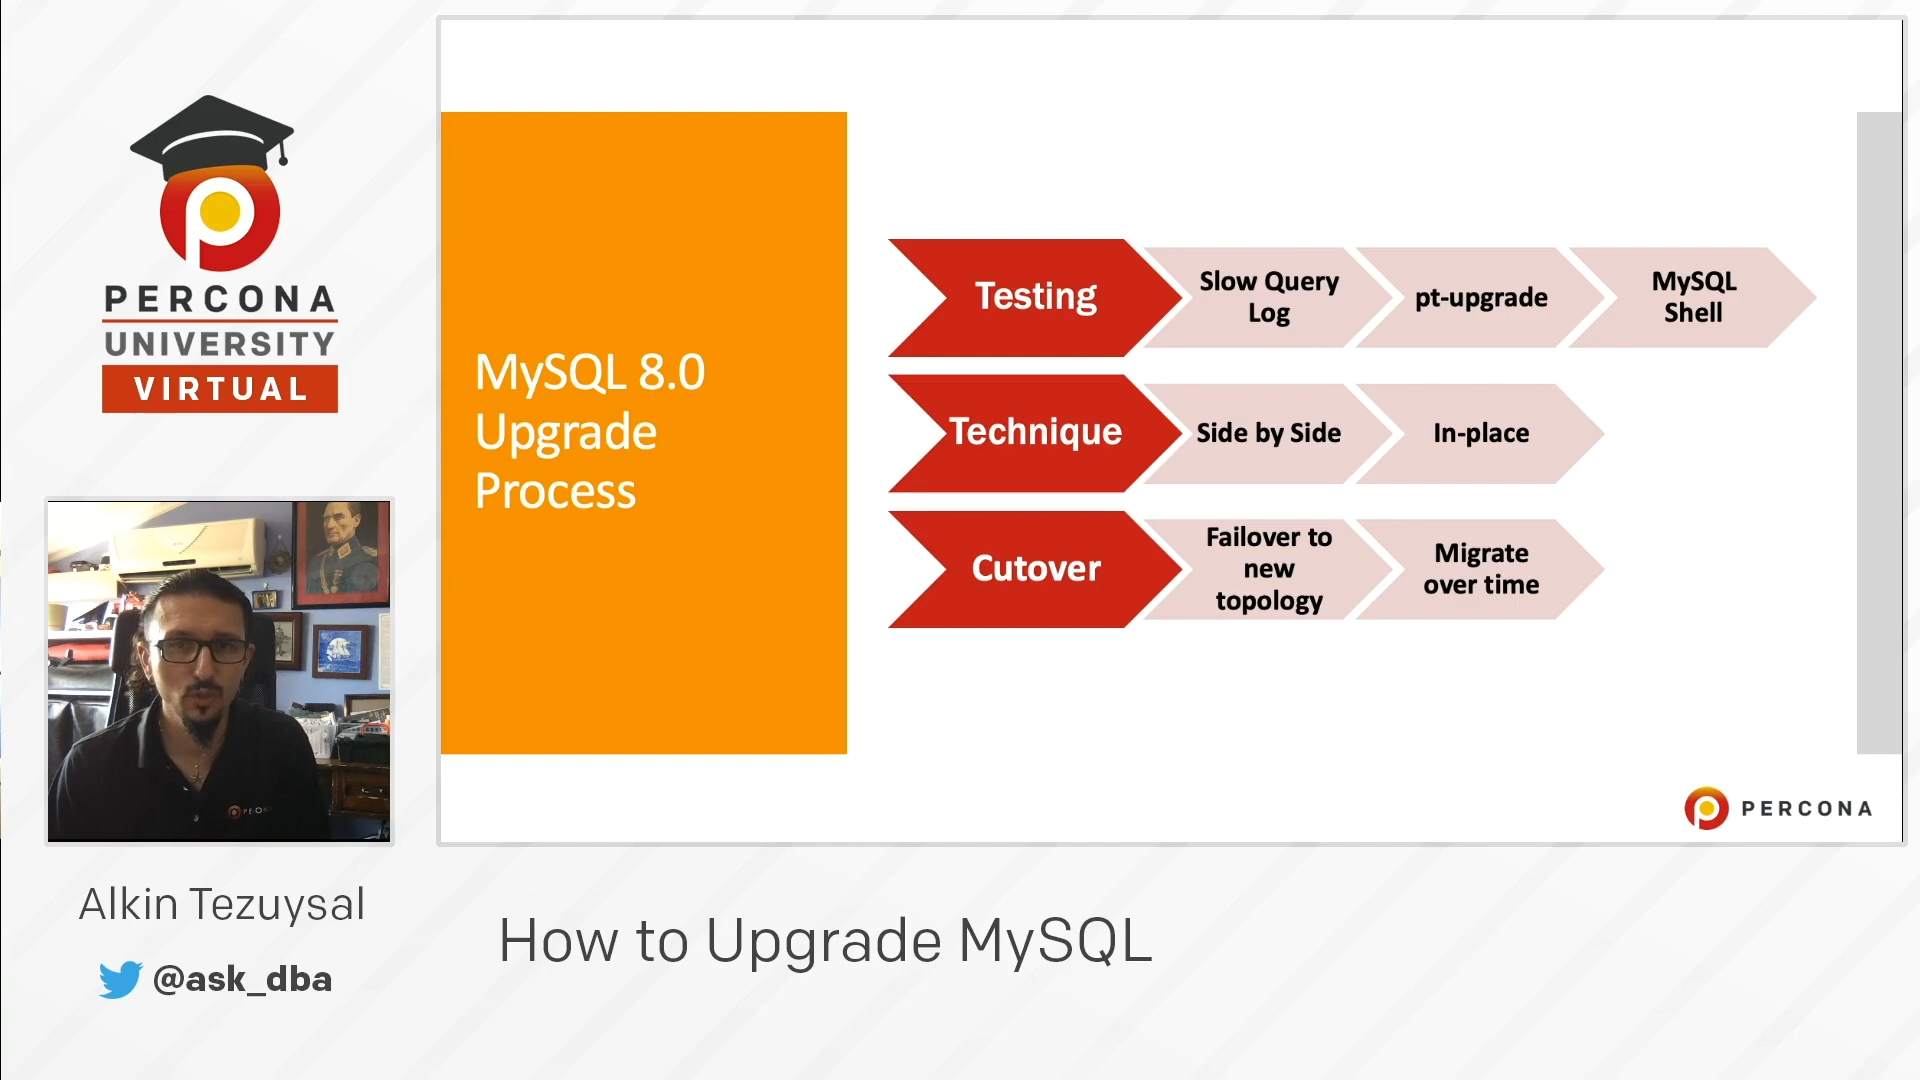 PERCONA
UNIVERSITY
VIRTUAL
MySQL 8.0
Upgrade
Process
Testing
Slow Query
Log
pt-upgrade
MySQL
Shell
Technique
Side by Side
In-place
Cutover
Failover to
new
topology
Migrate
over time
PERCONA
Alkin Tezuysal
@ask_dba
How to Upgrade MySQL